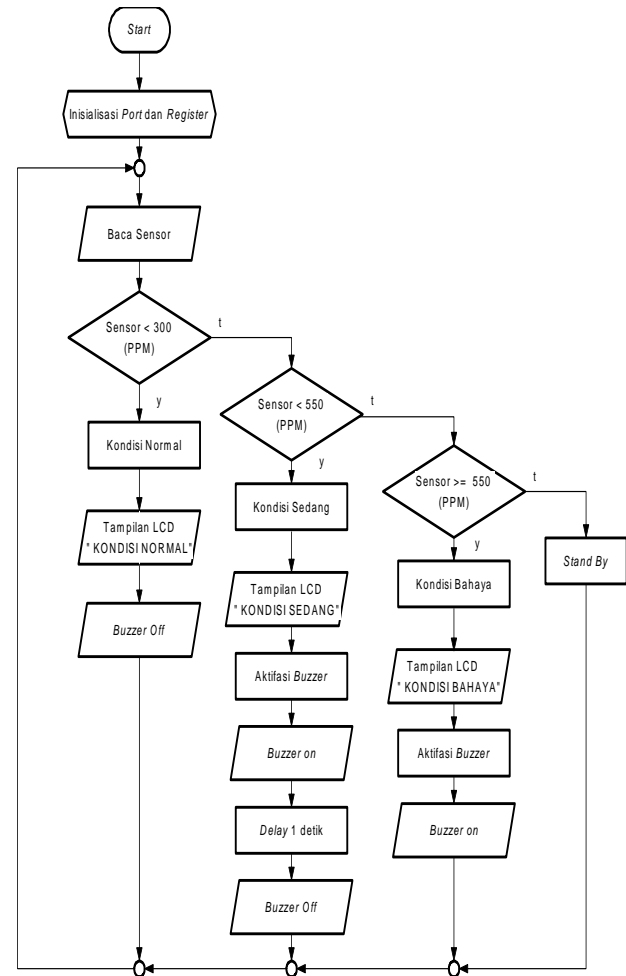 Start
Inisialisasi Port dan Register
Baca Sensor
Sensor < 300
(PPM)
t
y
Kondisi Normal
Tampilan LCD
" KONDISI NORMAL"
Buzzer Off
Sensor < 550
(PPM)
t
y
Kondisi Sedang
Tampilan LCD
" KONDISI SEDANG"
Aktifasi Buzzer
Buzzer on
Delay 1 detik
Buzzer Off
Sensor >= 550
(PPM)
t
y
Kondisi Bahaya
Tampilan LCD
" KONDISI BAHAYA"
Aktifasi Buzzer
Buzzer on
Stand By